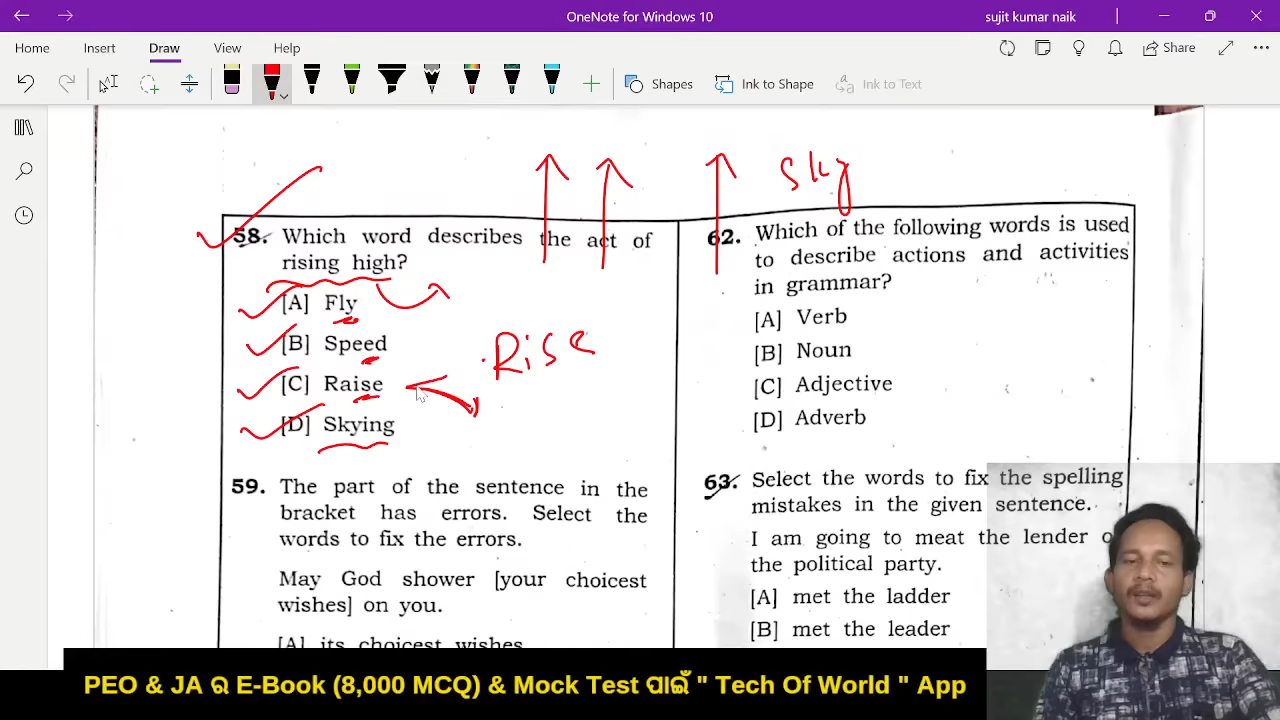 OneNote for Windows 10
sujit kumar naik
Home Insert Draw View Help
Share
Shapes
Ink to Shape
Ink to Text
sky
58. Which word describes the act of
rising high?
[A] Fly
[B] Speed
[C] Raise
[D] Skying
Rise
59. The part of the sentence in the
bracket has errors. Select the
words to fix the errors.
May God shower [your choicest
wishes] on you.
[A] its choicest wishes
62. Which of the following words is used
to describe actions and activities
in grammar?
[A] Verb
[B] Noun
[C] Adjective
[D] Adverb
63. Select the words to fix the spelling
mistakes in the given sentence.
I am going to meat the lender
the political party.
[A] met the ladder
[B] met the leader
PEO & JA ର E-Book (8,000 MCQ) & Mock Test ପାଇଁ " Tech Of World " App